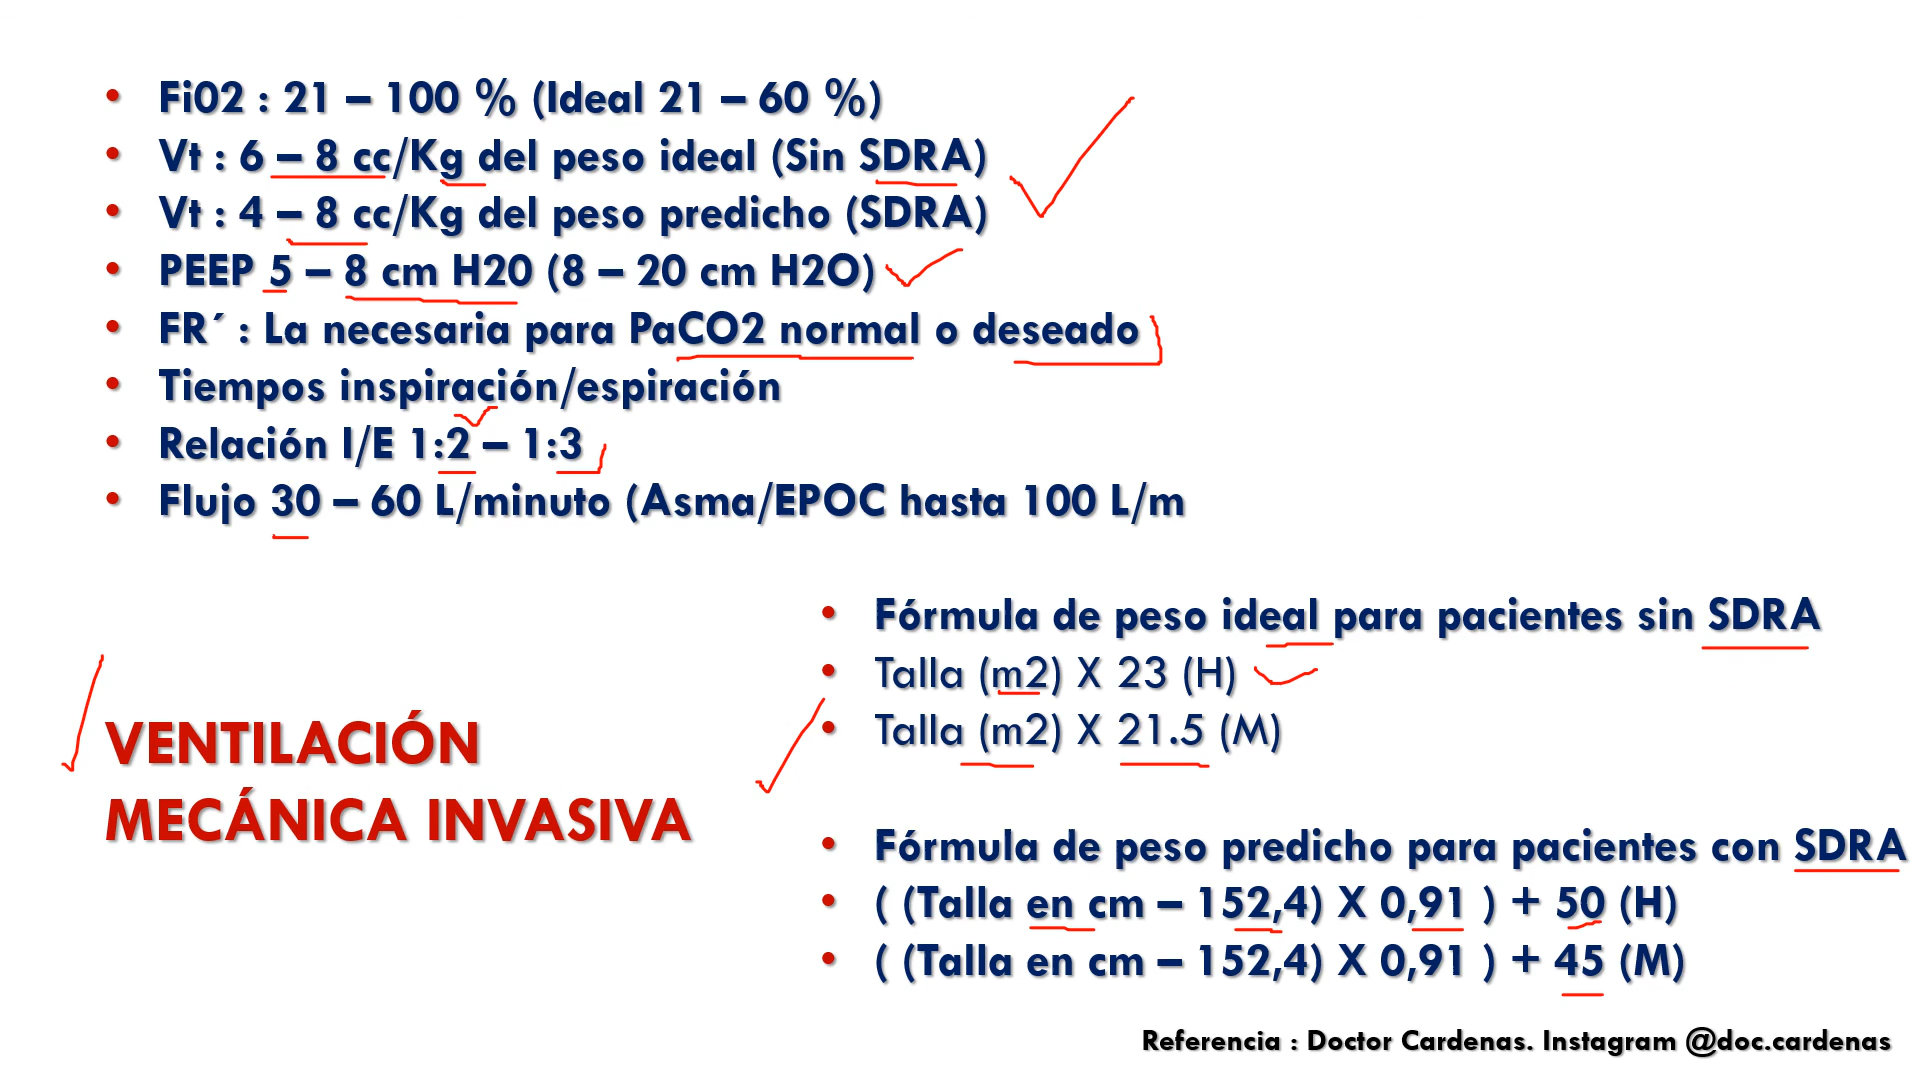 • Fi02 : 21 – 100 % (Ideal 21 – 60 %)
• Vt : 6 – 8 cc/Kg del peso ideal (Sin SDRA)
• Vt : 4 – 8 cc/Kg del peso predicho (SDRA)
• PEEP 5 – 8 cm H20 (8 – 20 cm H2O)
• FR´ : La necesaria para PaCO2 normal o deseado
• Tiempos inspiración/espiración
• Relación I/E 1:2 – 1:3
• Flujo 30 – 60 L/minuto (Asma/EPOC hasta 100 L/m
VENTILACIÓN
MECÁNICA INVASIVA
• Fórmula de peso ideal para pacientes sin SDRA
• Talla (m2) X 23 (H)
• Talla (m2) X 21.5 (M)
• Fórmula de peso predicho para pacientes con SDRA
• ( (Talla en cm – 152,4) X 0,91 ) + 50 (H)
• ( (Talla en cm – 152,4) X 0,91 ) + 45 (M)
Referencia : Doctor Cardenas. Instagram @doc.cardenas